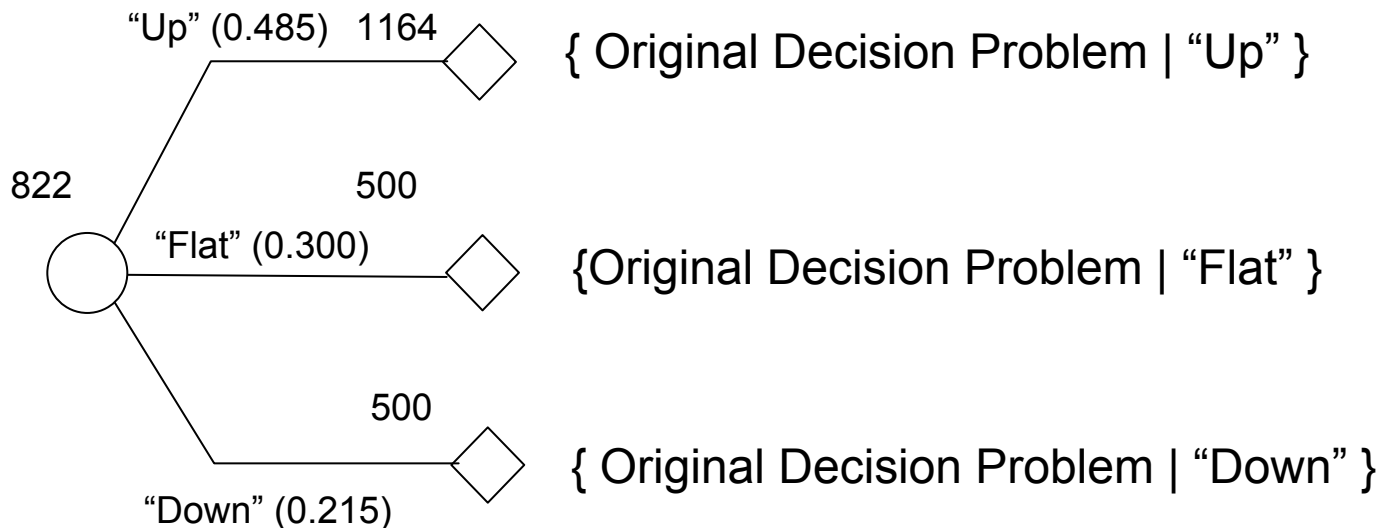 “Up” (0.485) 1164
{ Original Decision Problem | “Up” }
822
500
“Flat” (0.300)
{Original Decision Problem | “Flat” }
500
{ Original Decision Problem | “Down” }
“Down” (0.215)